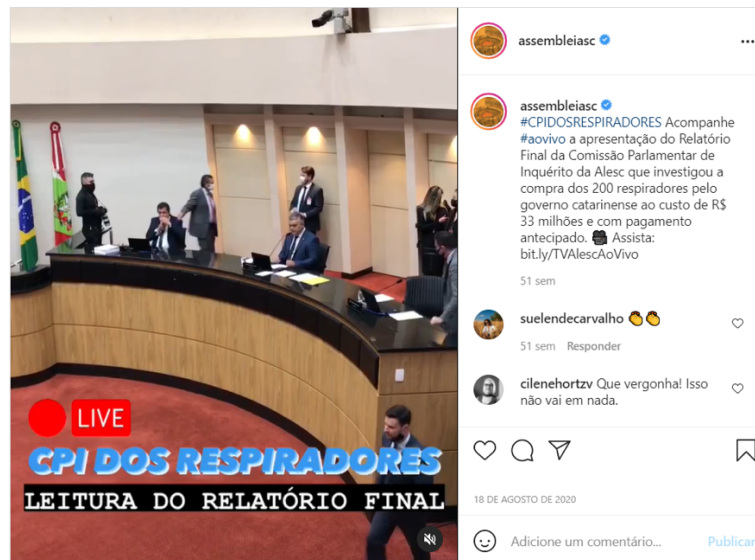 LIVE
CPI DOS RESPIRADORES
LEITURA DO RELATÓRIO FINAL
assembleiasc
assembleiasc
#CPIDOSRESPIRADORES Acompanhe
#aovivo a apresentação do Relatório
Final da Comissão Parlamentar de
Inquérito da Alesc que investigou a
compra dos 200 respiradores pelo
governo catarinense ao custo de R$
33 milhões e com pagamento
antecipado. 🎥 Assista:
bit.ly/TVAlescAoVivo
51 sem
suelendecarvalho 👏👏
51 sem Responder
cilenehortzv Que vergonha! Isso
não vai em nada.
18 DE AGOSTO DE 2020
Adicione um comentário... Publicar